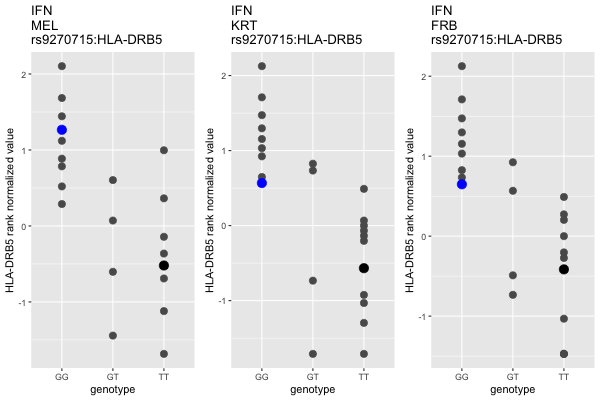 IFN
MEL
rs9270715:HLA-DRB5
HLA-DRB5 rank normalized value
2
1
0
-1
GG
GT
TT
genotype
IFN
KRT
rs9270715:HLA-DRB5
HLA-DRB5 rank normalized value
2
1
0
-1
GG
GT
TT
genotype
IFN
FRB
rs9270715:HLA-DRB5
HLA-DRB5 rank normalized value
2
1
0
-1
GG
GT
TT
genotype